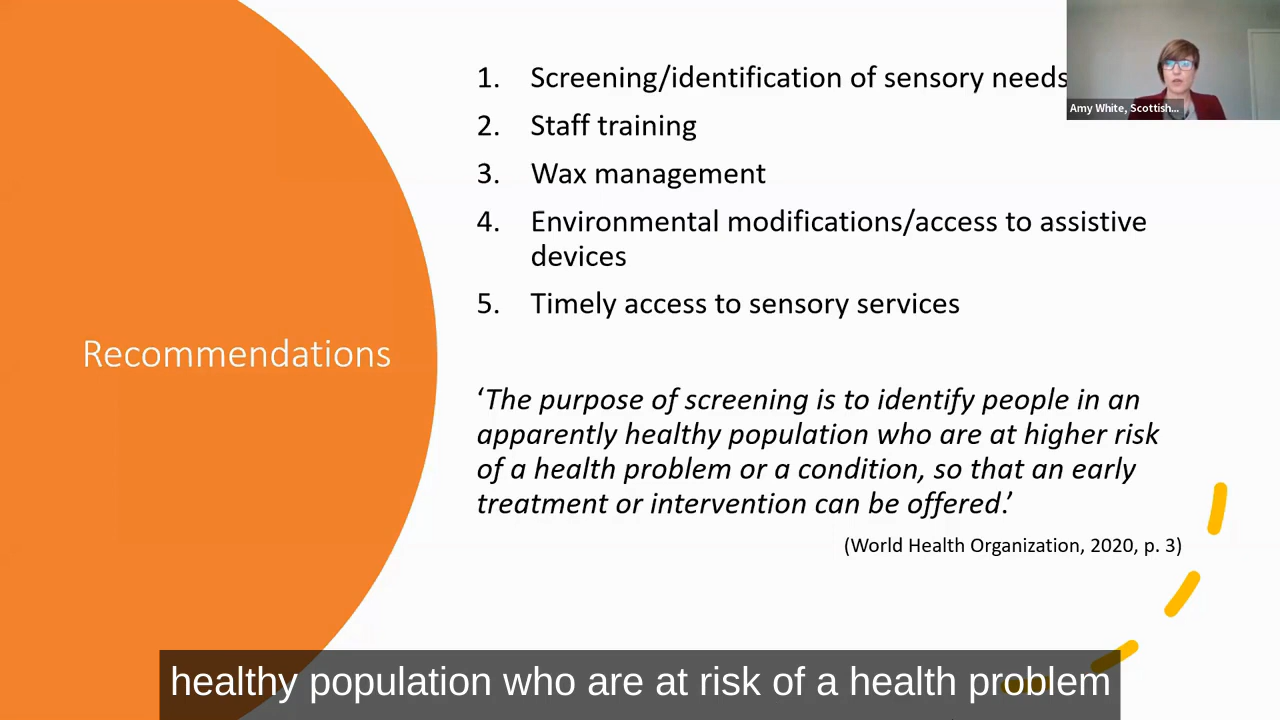 1. Screening/identification of sensory needs
Amy White, Scottish...
2. Staff training
3. Wax management
4. Environmental modifications/access to assistive
devices
5. Timely access to sensory services
Recommendations
‘The purpose of screening is to identify people in an
apparently healthy population who are at higher risk
of a health problem or a condition, so that an early
treatment or intervention can be offered.’
(World Health Organization, 2020, p. 3)
healthy population who are at risk of a health problem